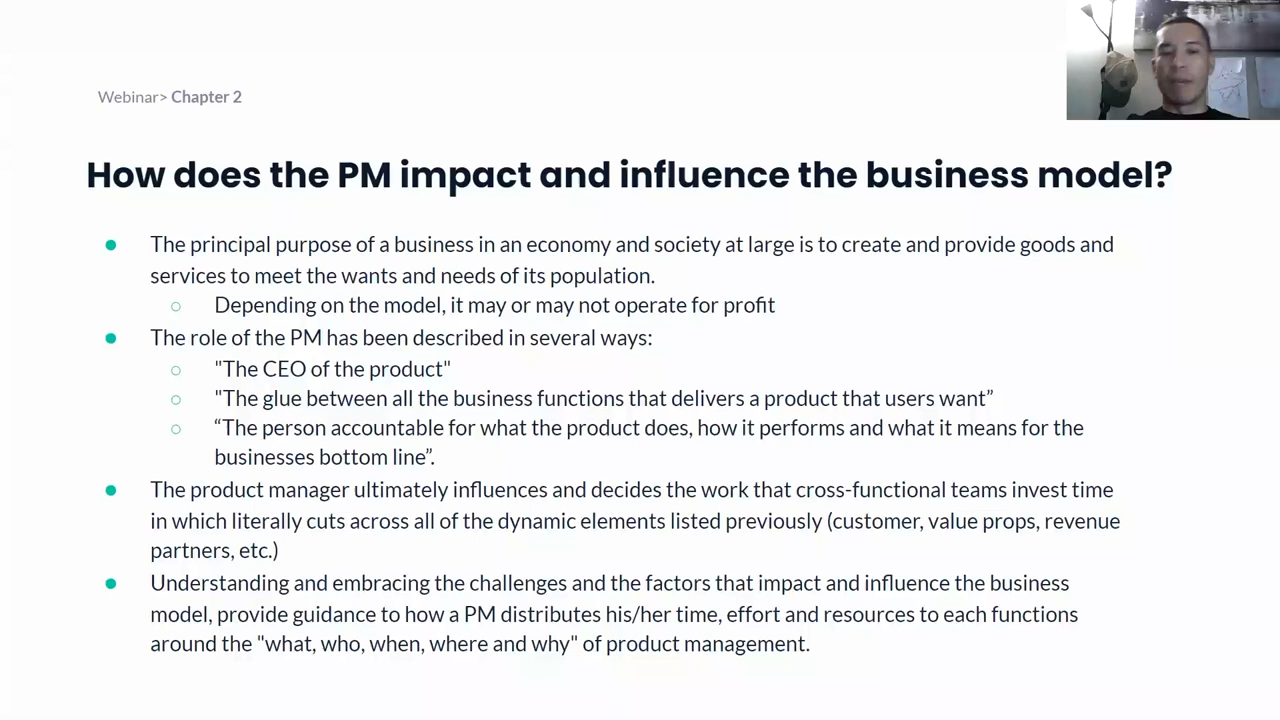 Webinar> Chapter 2
How does the PM impact and influence the business model?
● The principal purpose of a business in an economy and society at large is to create and provide goods and
services to meet the wants and needs of its population.
○ Depending on the model, it may or may not operate for profit
● The role of the PM has been described in several ways:
○ "The CEO of the product"
○ "The glue between all the business functions that delivers a product that users want”
○ “The person accountable for what the product does, how it performs and what it means for the
businesses bottom line”.
● The product manager ultimately influences and decides the work that cross-functional teams invest time
in which literally cuts across all of the dynamic elements listed previously (customer, value props, revenue
partners, etc.)
● Understanding and embracing the challenges and the factors that impact and influence the business
model, provide guidance to how a PM distributes his/her time, effort and resources to each functions
around the "what, who, when, where and why" of product management.